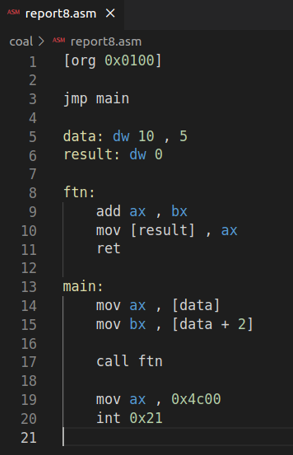 ASM report8.asm ×
coal > ASM report8.asm
1 [org 0x0100]
2
3 jmp main
4
5 data: dw 10 , 5
6 result: dw 0
7
8 ftn:
9     add ax , bx
10     mov [result] , ax
11     ret
12
13 main:
14     mov ax , [data]
15     mov bx , [data + 2]
16
17     call ftn
18
19     mov ax , 0x4c00
20     int 0x21
21